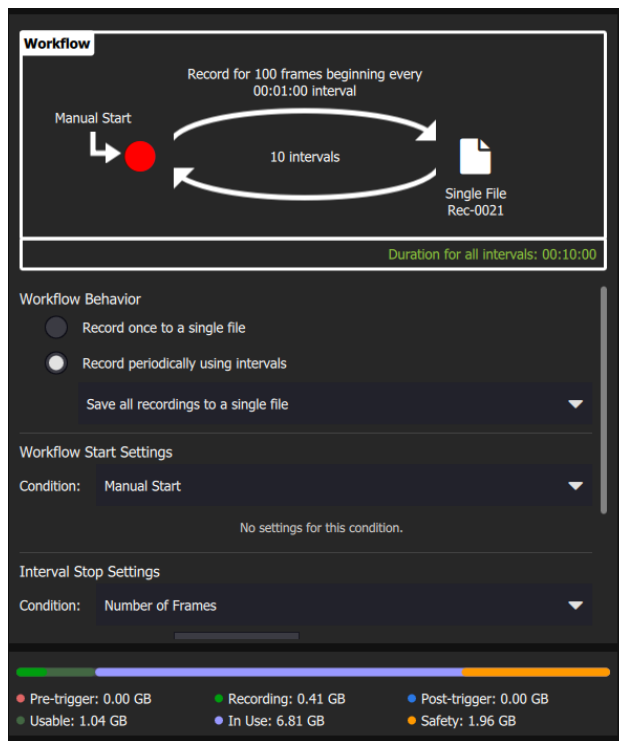 Workflow
Record for 100 frames beginning every
00:01:00 interval
Manual Start
10 intervals
Single File
Rec-0021
Duration for all intervals: 00:10:00
Workflow Behavior
Record once to a single file
Record periodically using intervals
Save all recordings to a single file
Workflow Start Settings
Condition: Manual Start
No settings for this condition.
Interval Stop Settings
Condition: Number of Frames
Pre-trigger: 0.00 GB Recording: 0.41 GB Post-trigger: 0.00 GB
Usable: 1.04 GB In Use: 6.81 GB Safety: 1.96 GB